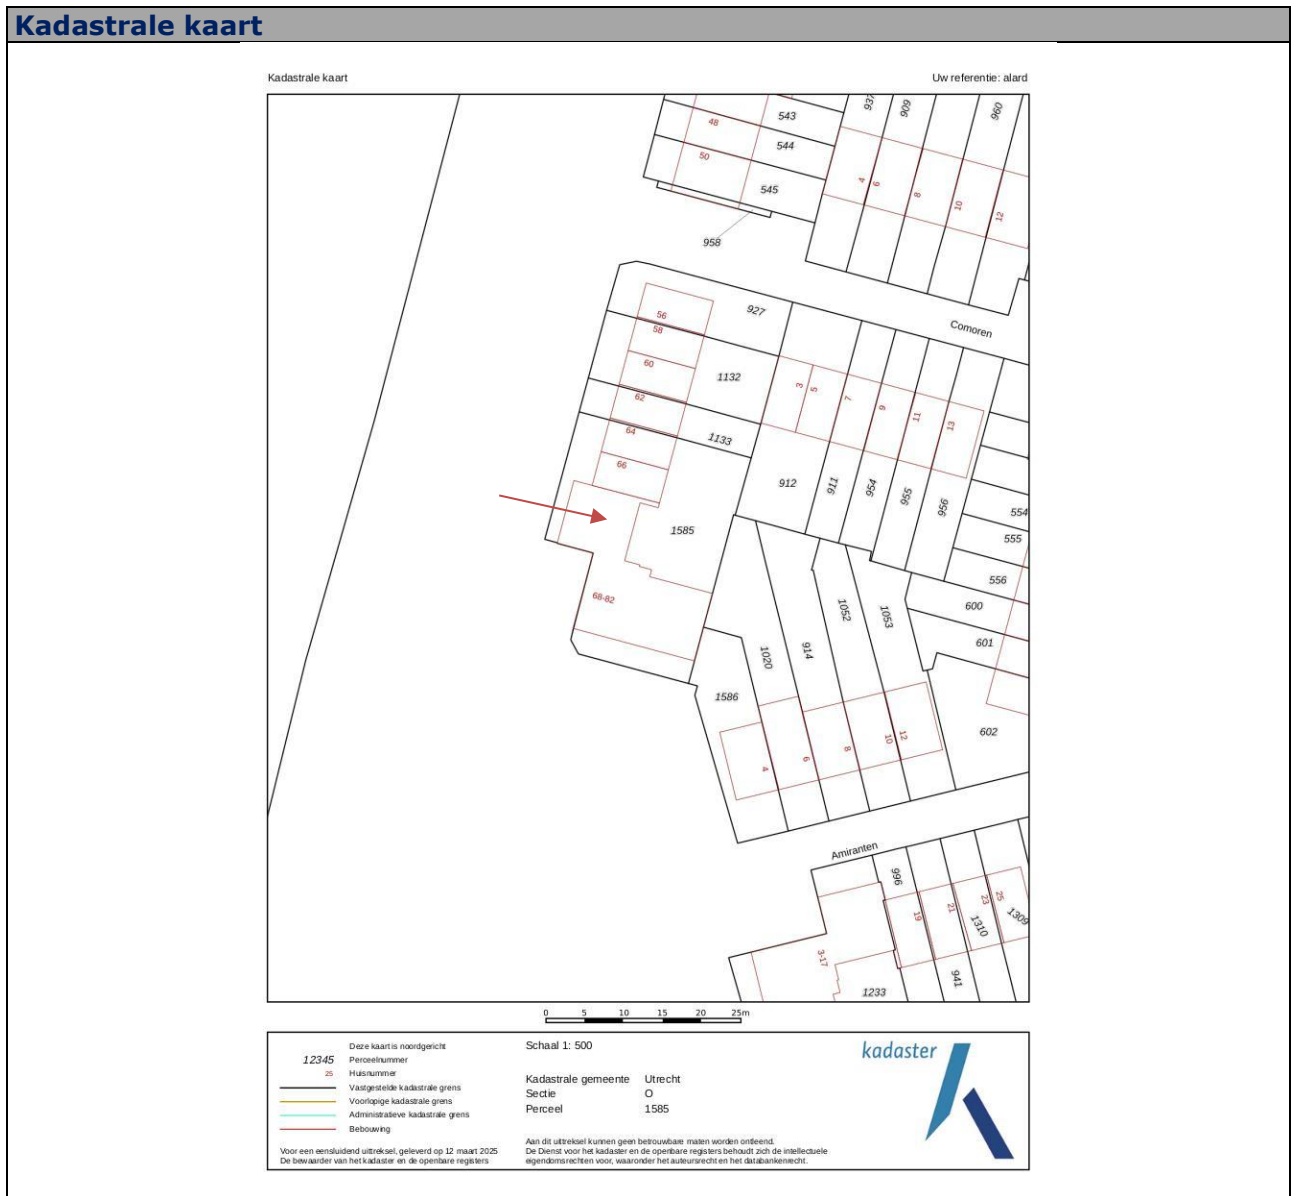 Kadastrale kaart
Kadastrale kaart
Uw referentie: alard
937
909
960
543
48
544
50
545
4
6
8
10
12
958
927
56
58
60
62
64
66
1132
1133
Comoren
3
5
7
9
11
13
912
911
954
955
956
554
555
556
600
601
602
1585
68-82
1052
1053
1020
914
1586
4
6
8
10
12
Amiranten
996
19
21
23
25
1310
1309
3-17
941
1233
0 5 10 15 20 25m
Deze kaart is noordgericht
12345 Perceelnummer
25 Huisnummer
Vastgestelde kadastrale grens
Voorlopige kadastrale grens
Administratieve kadastrale grens
Bebouwing
Voor een eensluidend uittreksel, geleverd op 12 maart 2025
De bewaarder van het kadaster en de openbare registers
Schaal 1: 500
Kadastrale gemeente Utrecht
Sectie O
Perceel 1585
Aan dit uittreksel kunnen geen betrouwbare maten worden ontleend.
De Dienst voor het kadaster en de openbare registers behoudt zich de intellectuele
eigendomsrechten voor, waaronder het auteursrecht en het databankenrecht.
kadaster